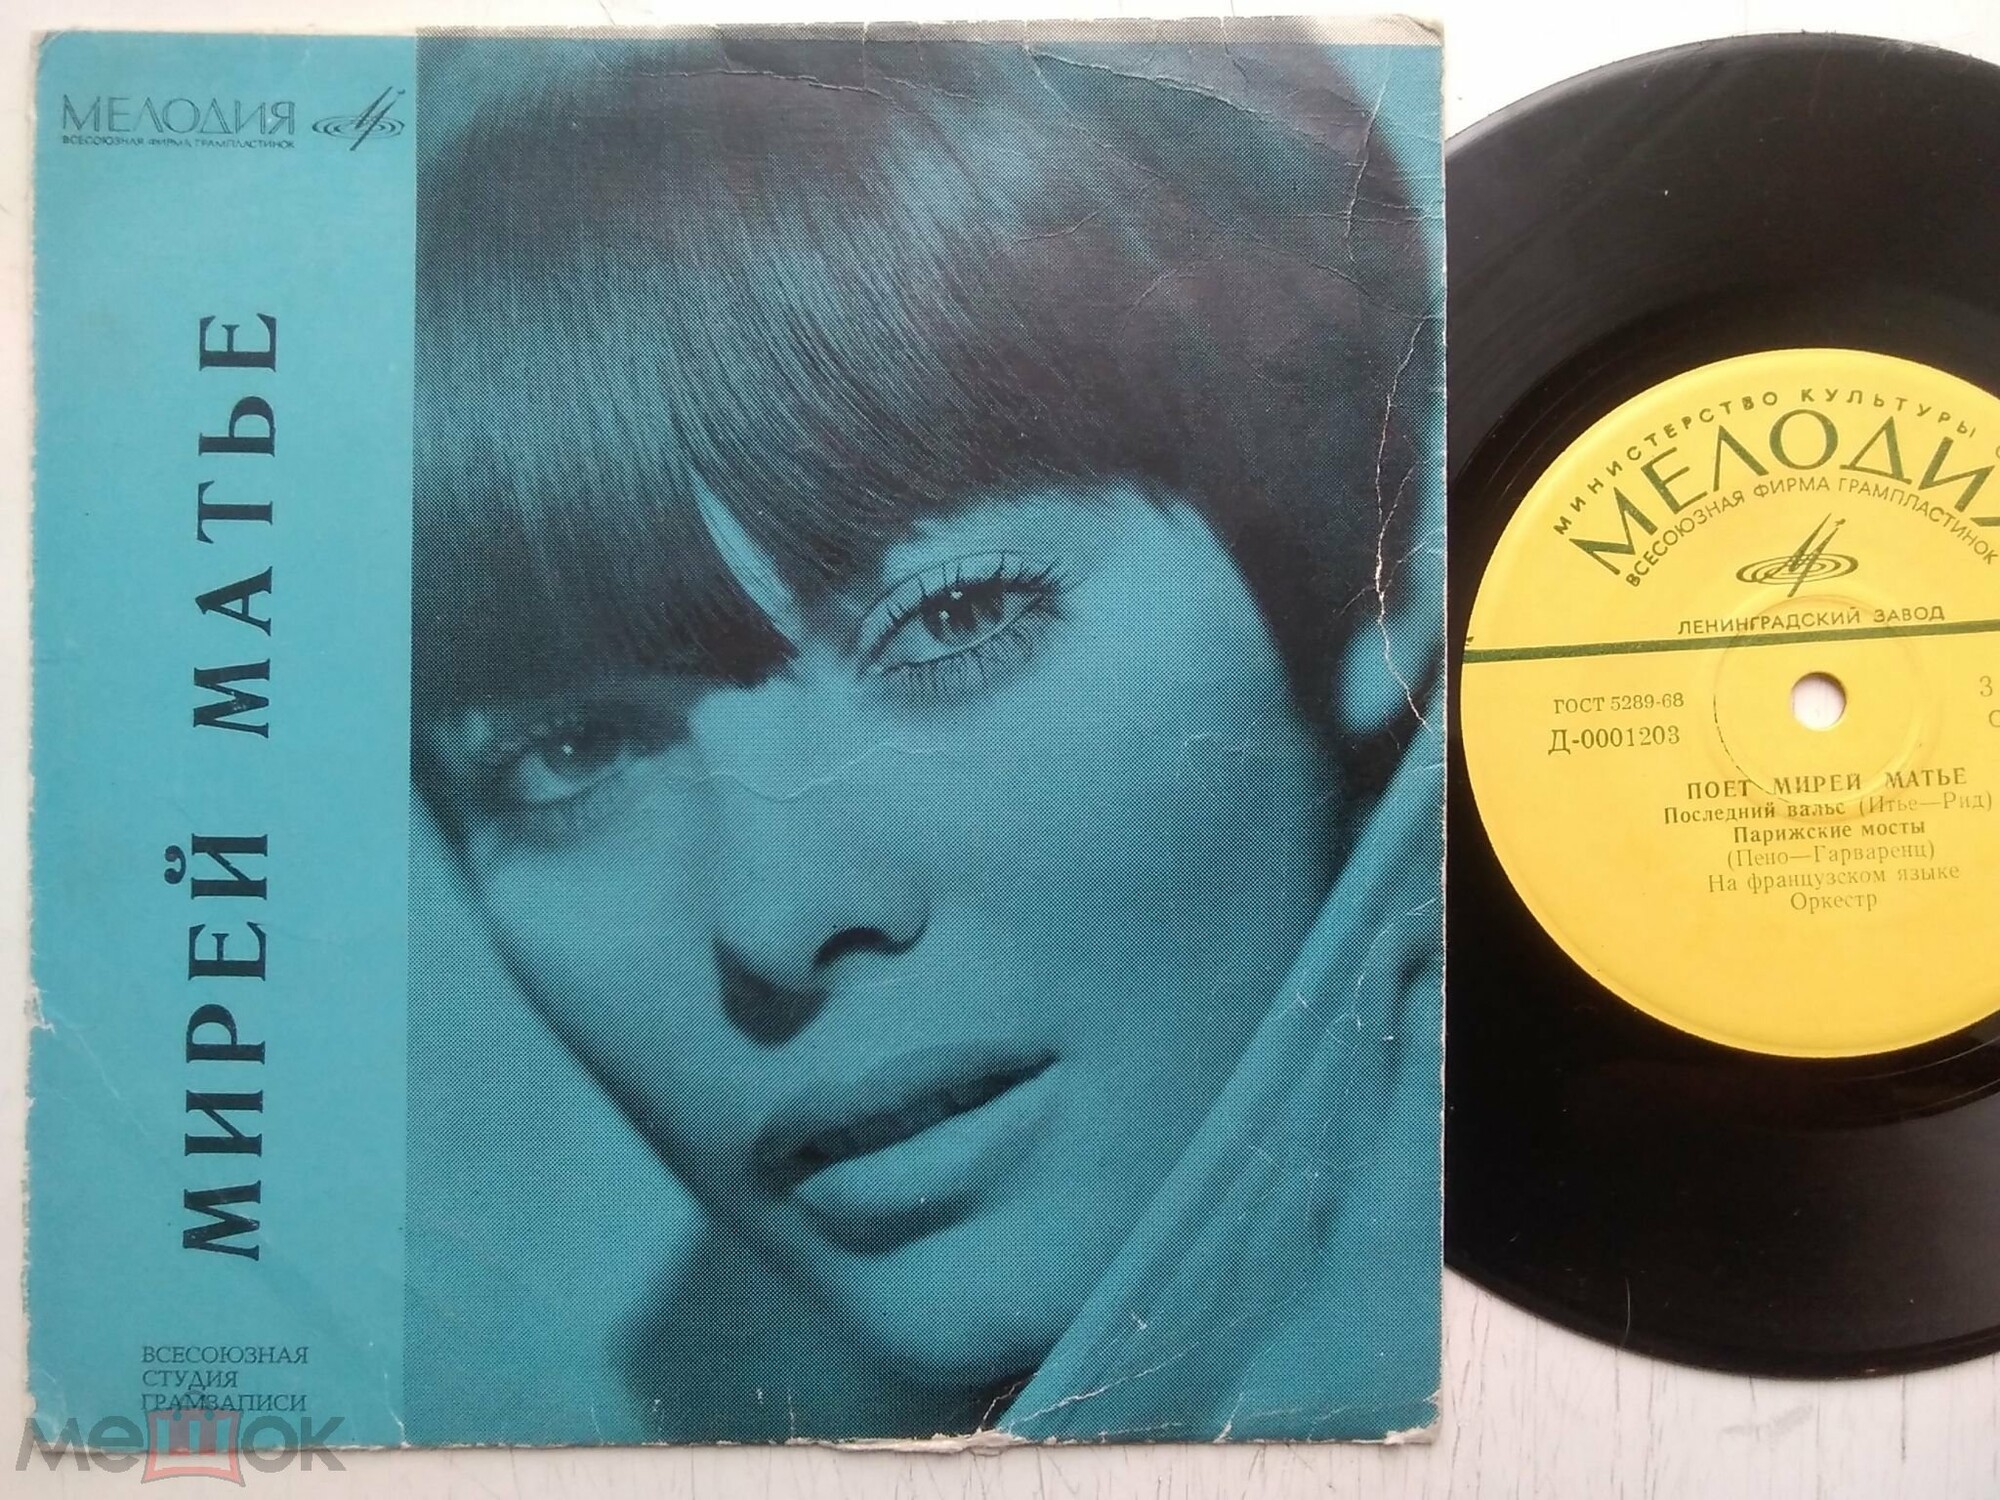 МЕЛОДИЯ
ВСЕСОЮЗНАЯ ФИРМА ГРАМПЛАСТИНОК
МИРЕЙ МАТЬЕ
ВСЕСОЮЗНАЯ
СТУДИЯ
ГРАМЗАПИСИ
мешок
МИНИСТЕРСТВО КУЛЬТУРЫ
МЕЛОДИЯ
ВСЕСОЮЗНАЯ ФИРМА ГРАМПЛАСТИНОК
ЛЕНИНГРАДСКИЙ ЗАВОД
ГОСТ 5289-68
Д-0001203
3
ПОЕТ МИРЕЙ МАТЬЕ
Последний вальс (Итье—Рид)
Парижские мосты
(Пено—Гарваренц)
На французском языке
Оркестр